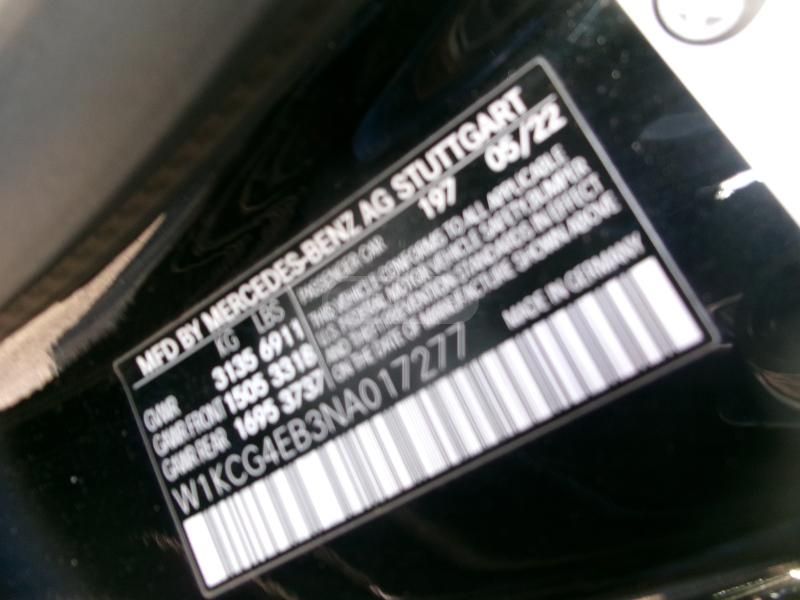 MFD BY MERCEDES-BENZ AG STUTTGART
KG LBS
GVWR 3135 6911
GAWR FRONT 1505 3318
GAWR REAR 1695 3737
PASSENGER CAR 197 05/22
THIS VEHICLE CONFORMS TO ALL APPLICABLE
U.S. FEDERAL MOTOR VEHICLE SAFETY, BUMPER
AND THEFT PREVENTION STANDARDS IN EFFECT
ON THE DATE OF MANUFACTURE SHOWN ABOVE
W1KCG4EB3NA017277
MADE IN GERMANY